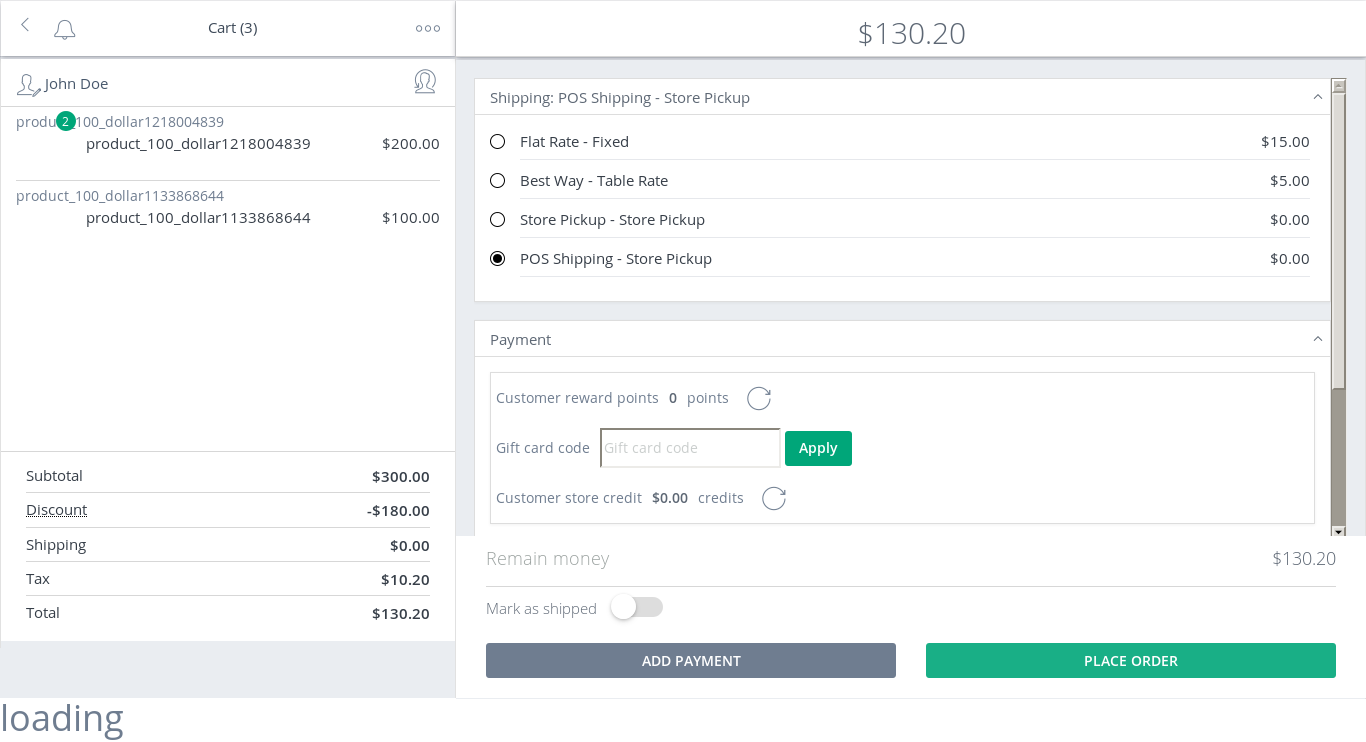 Cart (3)
$130.20
John Doe
produ 2 _100_dollar1218004839
product_100_dollar1218004839 $200.00
product_100_dollar1133868644
product_100_dollar1133868644 $100.00
Subtotal $300.00
Discount -$180.00
Shipping $0.00
Tax $10.20
Total $130.20
Shipping: POS Shipping - Store Pickup
Flat Rate - Fixed $15.00
Best Way - Table Rate $5.00
Store Pickup - Store Pickup $0.00
POS Shipping - Store Pickup $0.00
Payment
Customer reward points 0 points
Gift card code Gift card code Apply
Customer store credit $0.00 credits
Remain money $130.20
Mark as shipped
ADD PAYMENT PLACE ORDER
loading